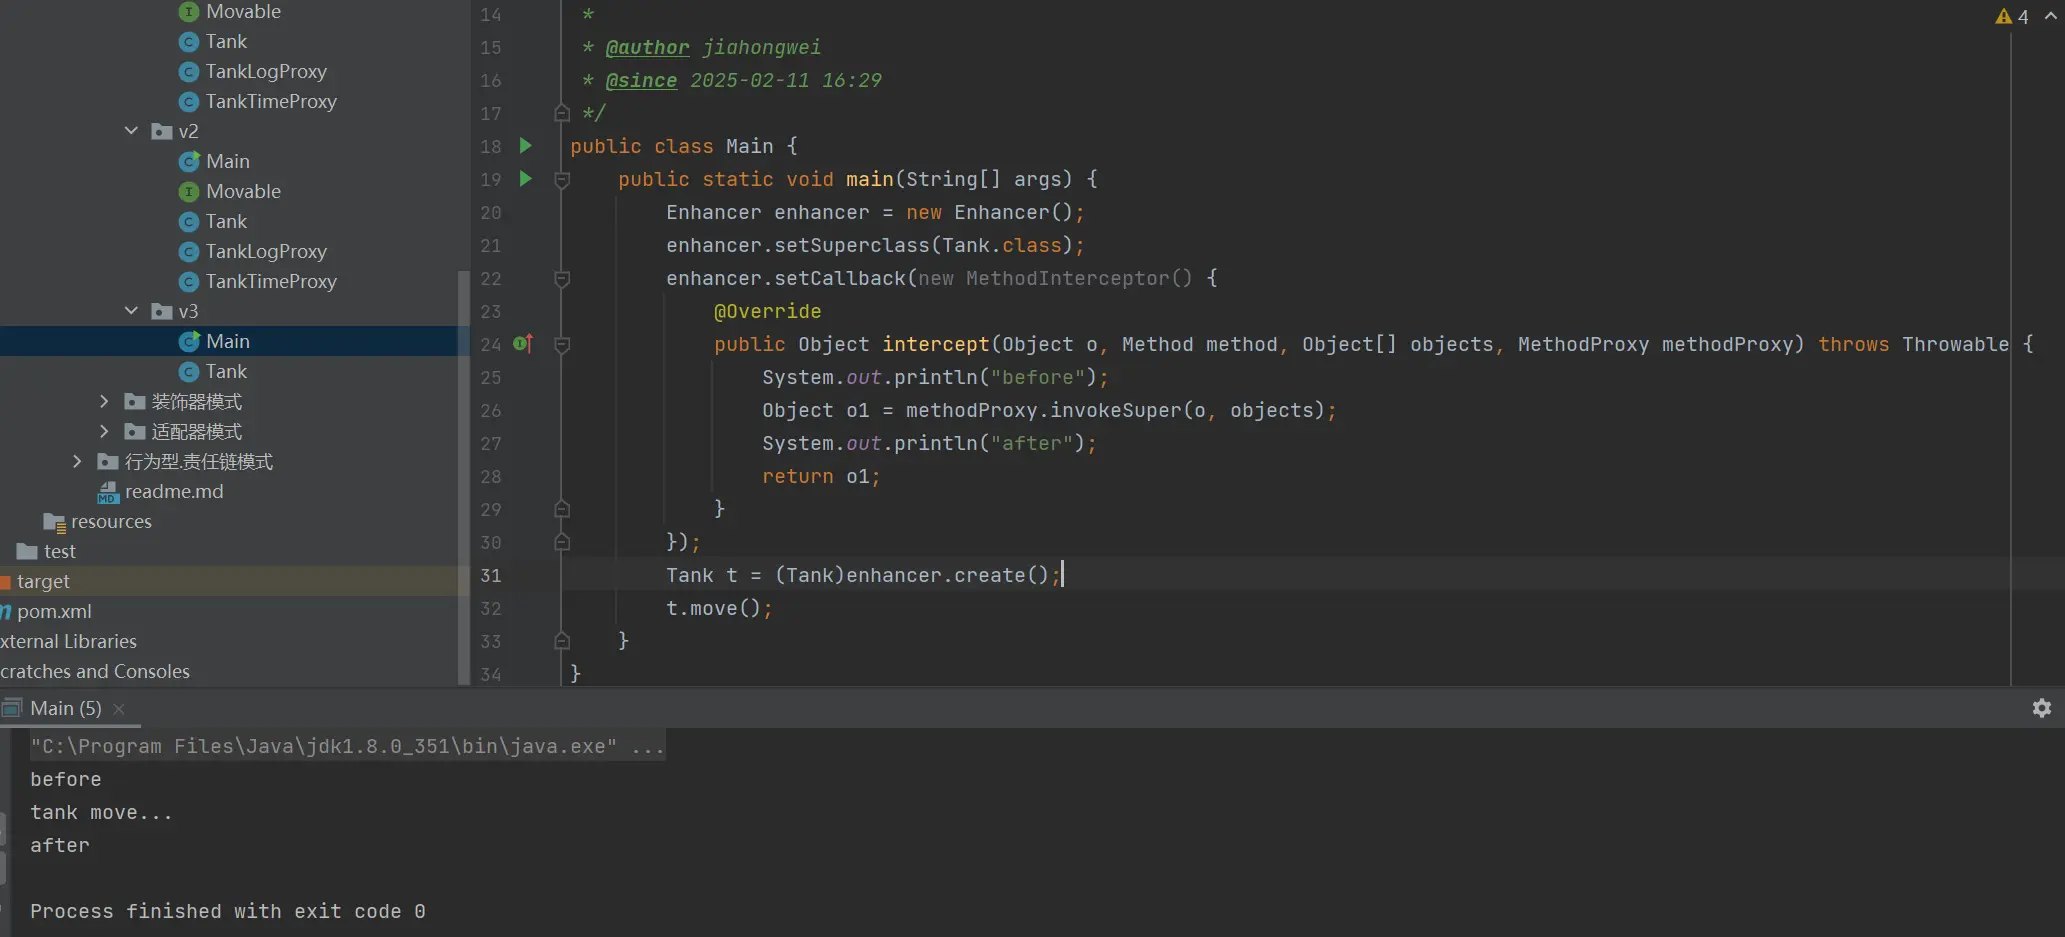 Movable
Tank
TankLogProxy
TankTimeProxy
v2
Main
Movable
Tank
TankLogProxy
TankTimeProxy
v3
Main
Tank
装饰器模式
适配器模式
行为型.责任链模式
MD readme.md
resources
test
target
m pom.xml
xternal Libraries
cratches and Consoles
4
14 *
15 * @author jiahongwei
16 * @since 2025-02-11 16:29
17 */
18 public class Main {
19 public static void main(String[] args) {
20 Enhancer enhancer = new Enhancer();
21 enhancer.setSuperclass(Tank.class);
22 enhancer.setCallback(new MethodInterceptor() {
23 @Override
24 public Object intercept(Object o, Method method, Object[] objects, MethodProxy methodProxy) throws Throwable {
25 System.out.println("before");
26 Object o1 = methodProxy.invokeSuper(o, objects);
27 System.out.println("after");
28 return o1;
29 }
30 });
31 Tank t = (Tank)enhancer.create();
32 t.move();
33 }
34 }
Main (5)
"C:\Program Files\Java\jdk1.8.0_351\bin\java.exe" ...
before
tank move...
after
Process finished with exit code 0